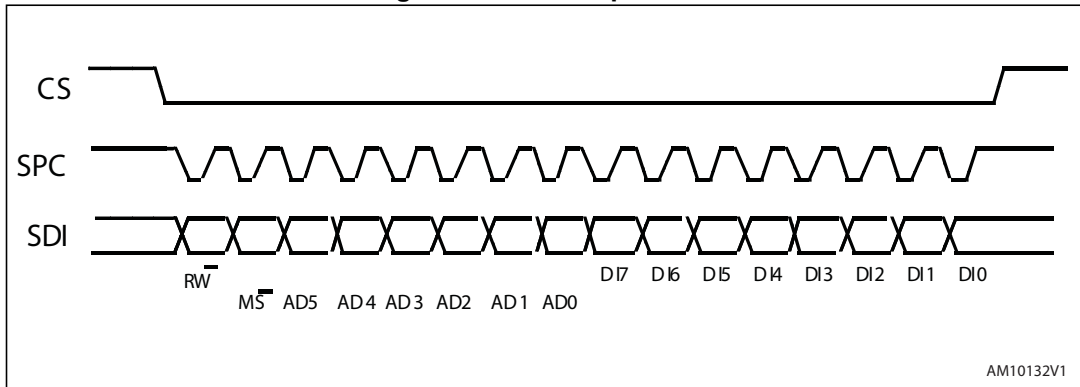 CS
SPC
SDI
RW DI7 DI6 DI5 DI4 DI3 DI2 DI1 DI0
MS AD5 AD4 AD3 AD2 AD1 AD0
AM10132V1